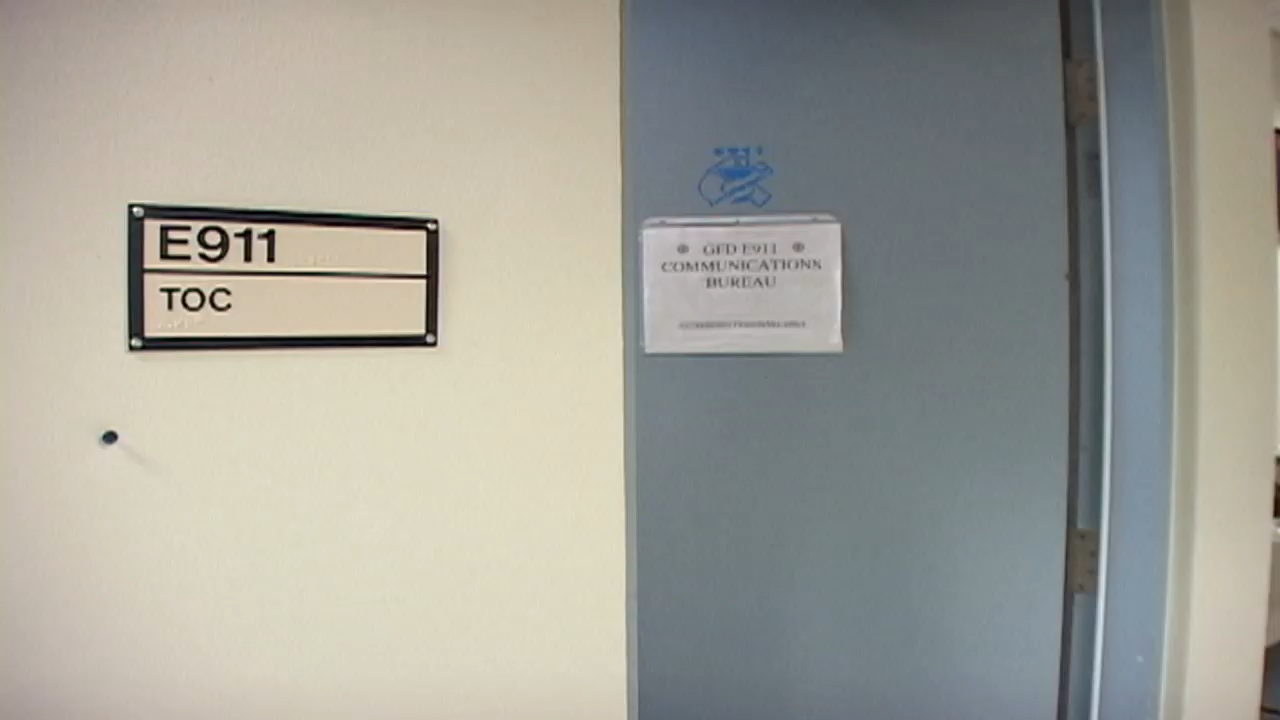 E911
TOC
GFD E911
COMMUNICATIONS
BUREAU